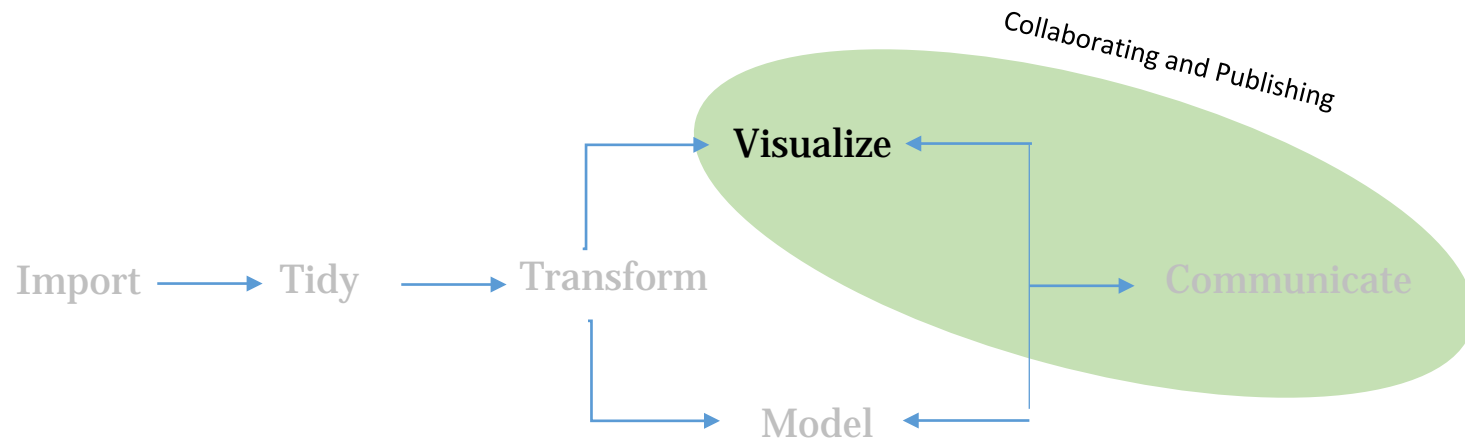 Collaborating and Publishing
Visualize
Import
Tidy
Transform
Communicate
Model